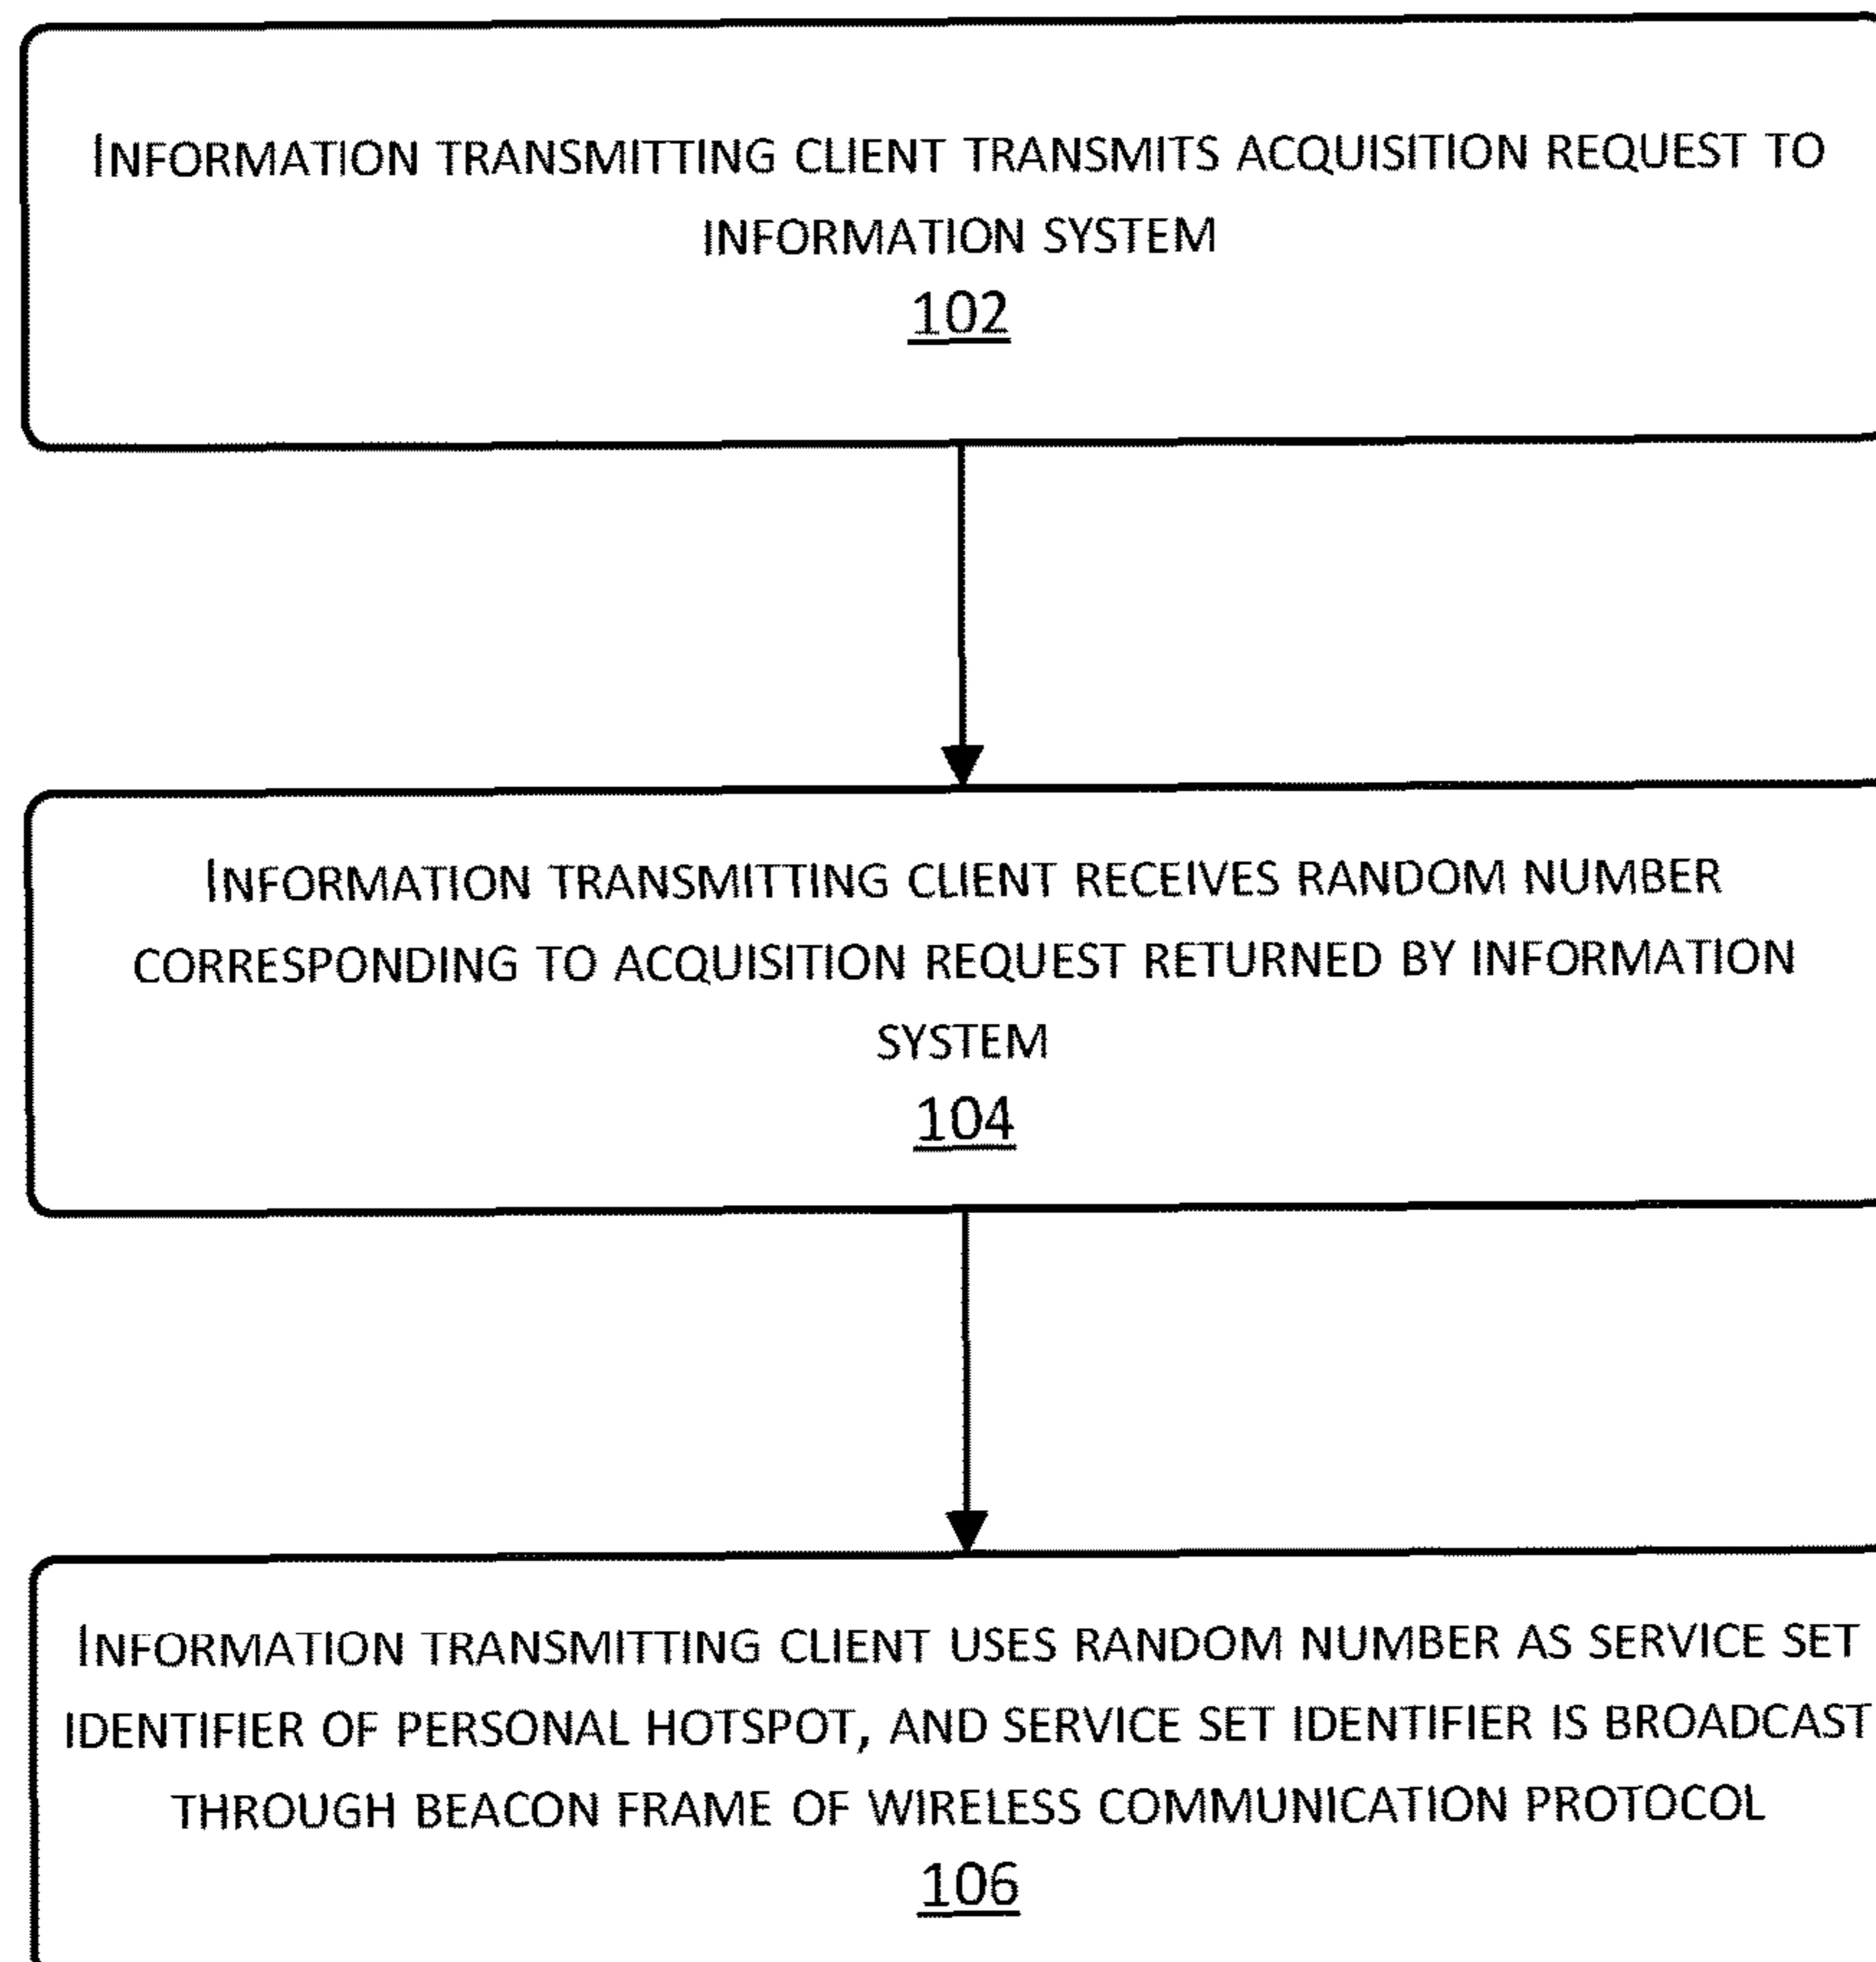 INFORMATION TRANSMITTING CLIENT TRANSMITS ACQUISITION REQUEST TO
INFORMATION SYSTEM
102
INFORMATION TRANSMITTING CLIENT RECEIVES RANDOM NUMBER
CORRESPONDING TO ACQUISITION REQUEST RETURNED BY INFORMATION
SYSTEM
104
INFORMATION TRANSMITTING CLIENT USES RANDOM NUMBER AS SERVICE SET
IDENTIFIER OF PERSONAL HOTSPOT, AND SERVICE SET IDENTIFIER IS BROADCAST
THROUGH BEACON FRAME OF WIRELESS COMMUNICATION PROTOCOL
106